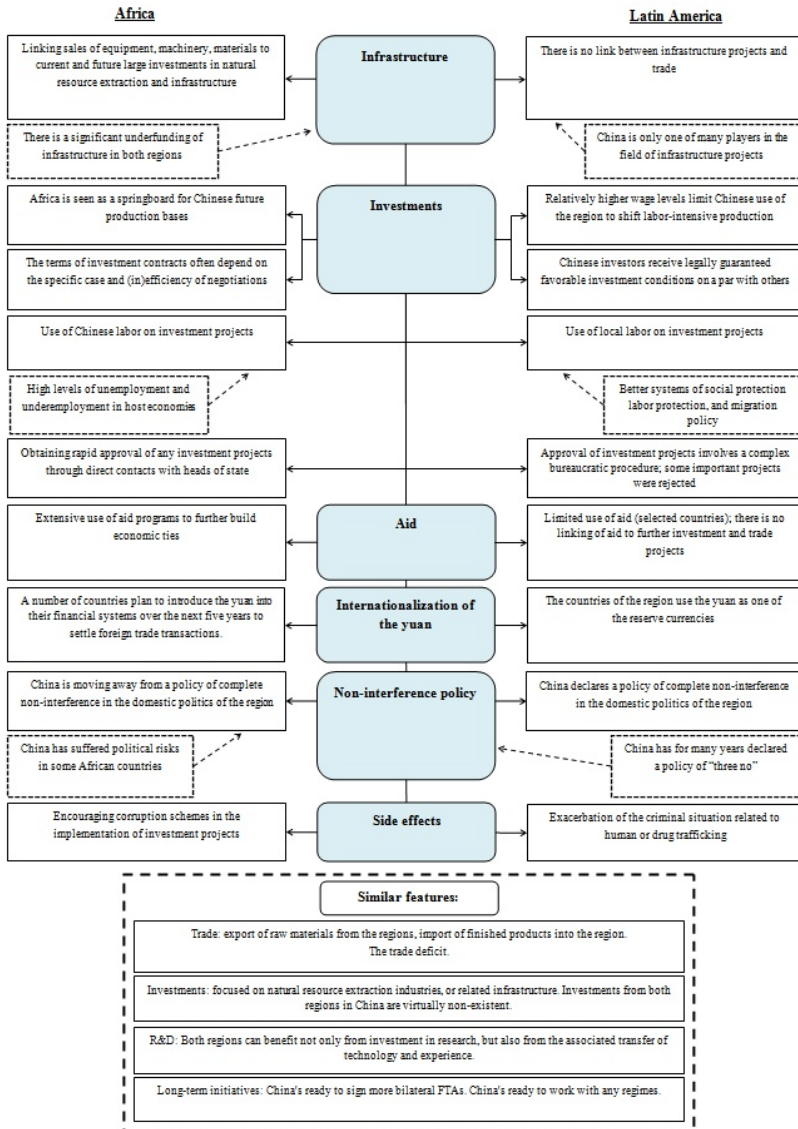 Africa
Latin America
Linking sales of equipment, machinery, materials to
current and future large investments in natural
resource extraction and infrastructure
Infrastructure
There is no link between infrastructure projects and
trade
There is a significant underfunding of
infrastructure in both regions
China is only one of many players in the
field of infrastructure projects
Africa is seen as a springboard for Chinese future
production bases
Investments
Relatively higher wage levels limit Chinese use of
the region to shift labor-intensive production
The terms of investment contracts often depend on
the specific case and (in)efficiency of negotiations
Chinese investors receive legally guaranteed
favorable investment conditions on a par with others
Use of Chinese labor on investment projects
Use of local labor on investment projects
High levels of unemployment and
underemployment in host economies
Better systems of social protection
labor protection, and migration
policy
Obtaining rapid approval of any investment projects
through direct contacts with heads of state
Approval of investment projects involves a complex
bureaucratic procedure; some important projects
were rejected
Extensive use of aid programs to further build
economic ties
Aid
Limited use of aid (selected countries); there is no
linking of aid to further investment and trade
projects
A number of countries plan to introduce the yuan into
their financial systems over the next five years to
settle foreign trade transactions.
Internationalization of
the yuan
The countries of the region use the yuan as one of
the reserve currencies
China is moving away from a policy of complete
non-interference in the domestic politics of the region
Non-interference policy
China declares a policy of complete non-interference
in the domestic politics of the region
China has suffered political risks
in some African countries
China has for many years declared
a policy of "three no"
Encouraging corruption schemes in the
implementation of investment projects
Side effects
Exacerbation of the criminal situation related to
human or drug trafficking
Similar features:
Trade: export of raw materials from the regions, import of finished products into the region.
The trade deficit.
Investments: focused on natural resource extraction industries, or related infrastructure. Investments from both
regions in China are virtually non-existent.
R&D: Both regions can benefit not only from investment in research, but also from the associated transfer of
technology and experience.
Long-term initiatives: China's ready to sign more bilateral FTAs. China's ready to work with any regimes.